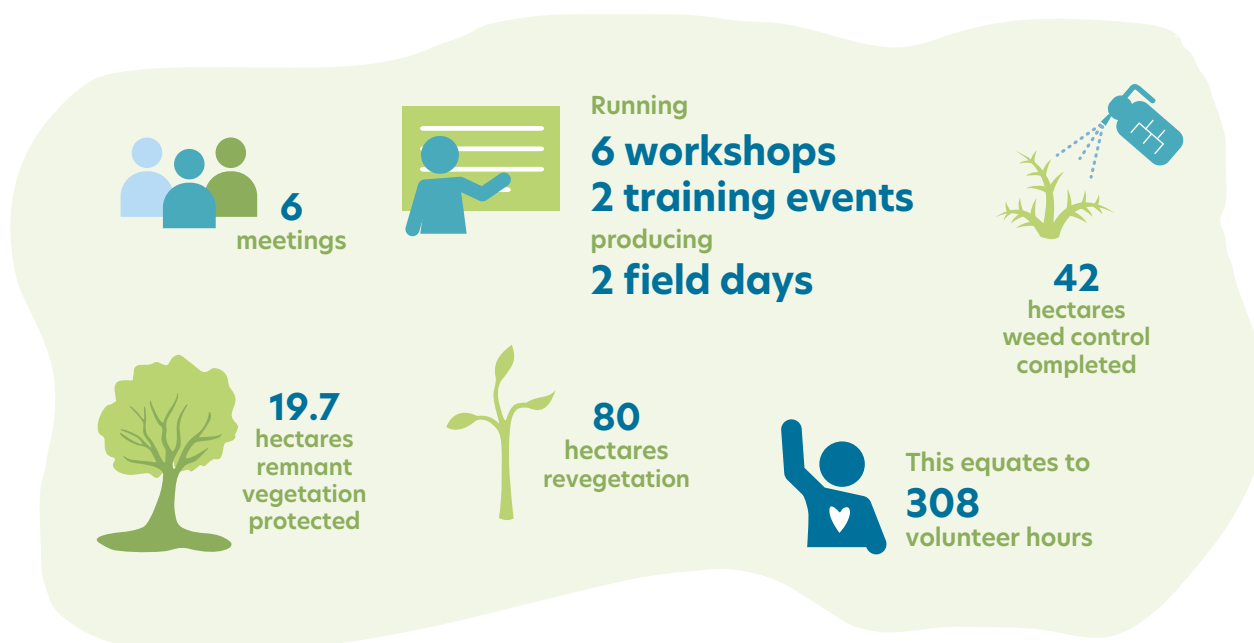 6
meetings
Running
6 workshops
2 training events
producing
2 field days
42
hectares
weed control
completed
19.7
hectares
remnant
vegetation
protected
80
hectares
revegetation
This equates to
308
volunteer hours